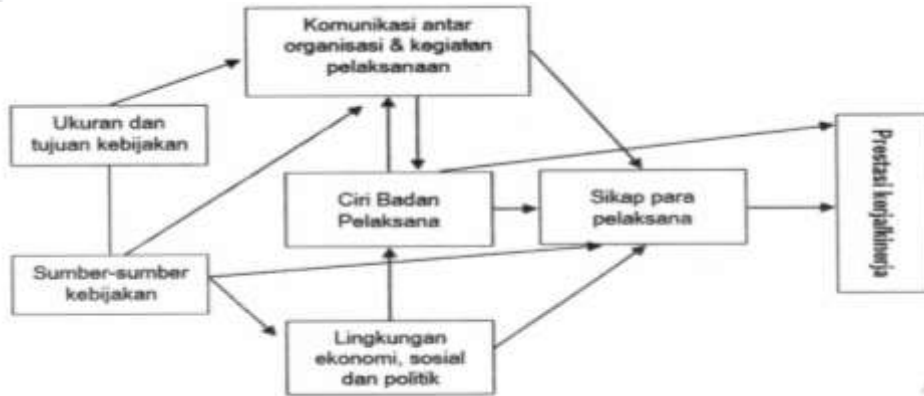 Komunikasi antar
organisasi & kegiatan
pelaksanaan
Ukuran dan
tujuan kebijakan
Ciri Badan
Pelaksana
Sikap para
pelaksana
Prestasi kerja/kinerja
Sumber-sumber
kebijakan
Lingkungan
ekonomi, sosial
dan politik